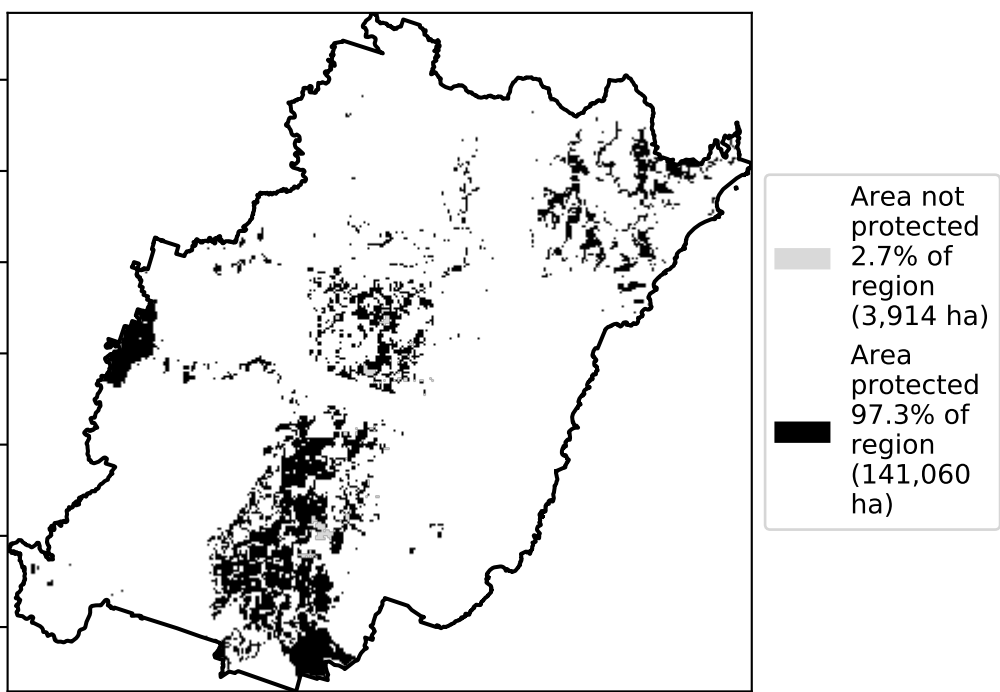 Area not
protected
2.7% of
region
(3,914 ha)
Area
protected
97.3% of
region
(141,060
ha)